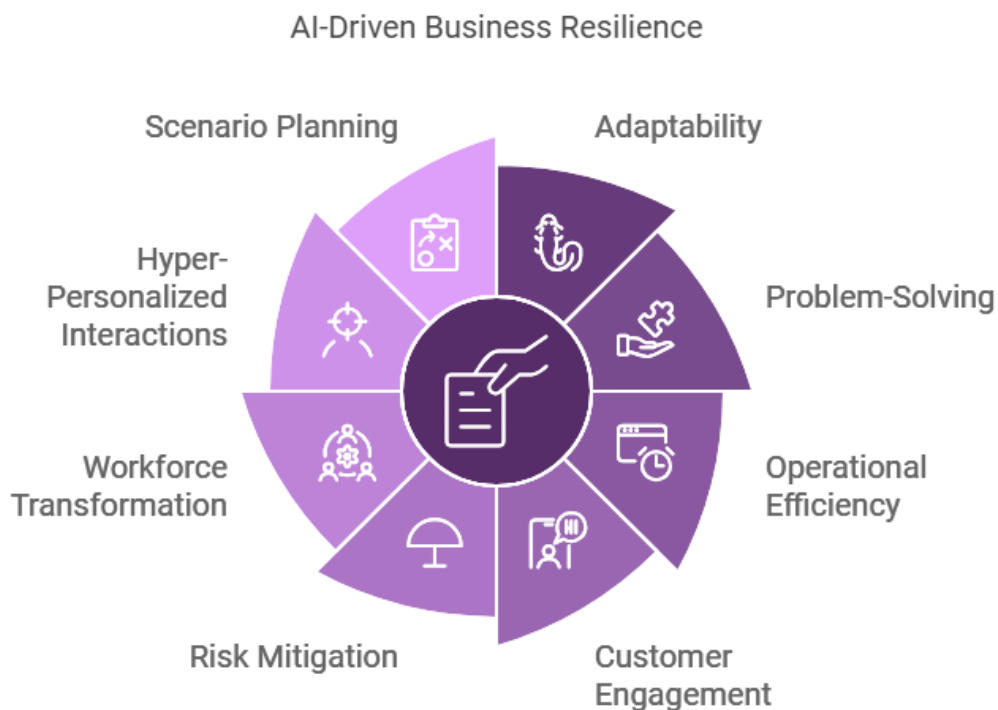 AI-Driven Business Resilience
Scenario Planning
Adaptability
Hyper-
Personalized
Interactions
Problem-Solving
Workforce
Transformation
Operational
Efficiency
HI
Risk Mitigation
Customer
Engagement